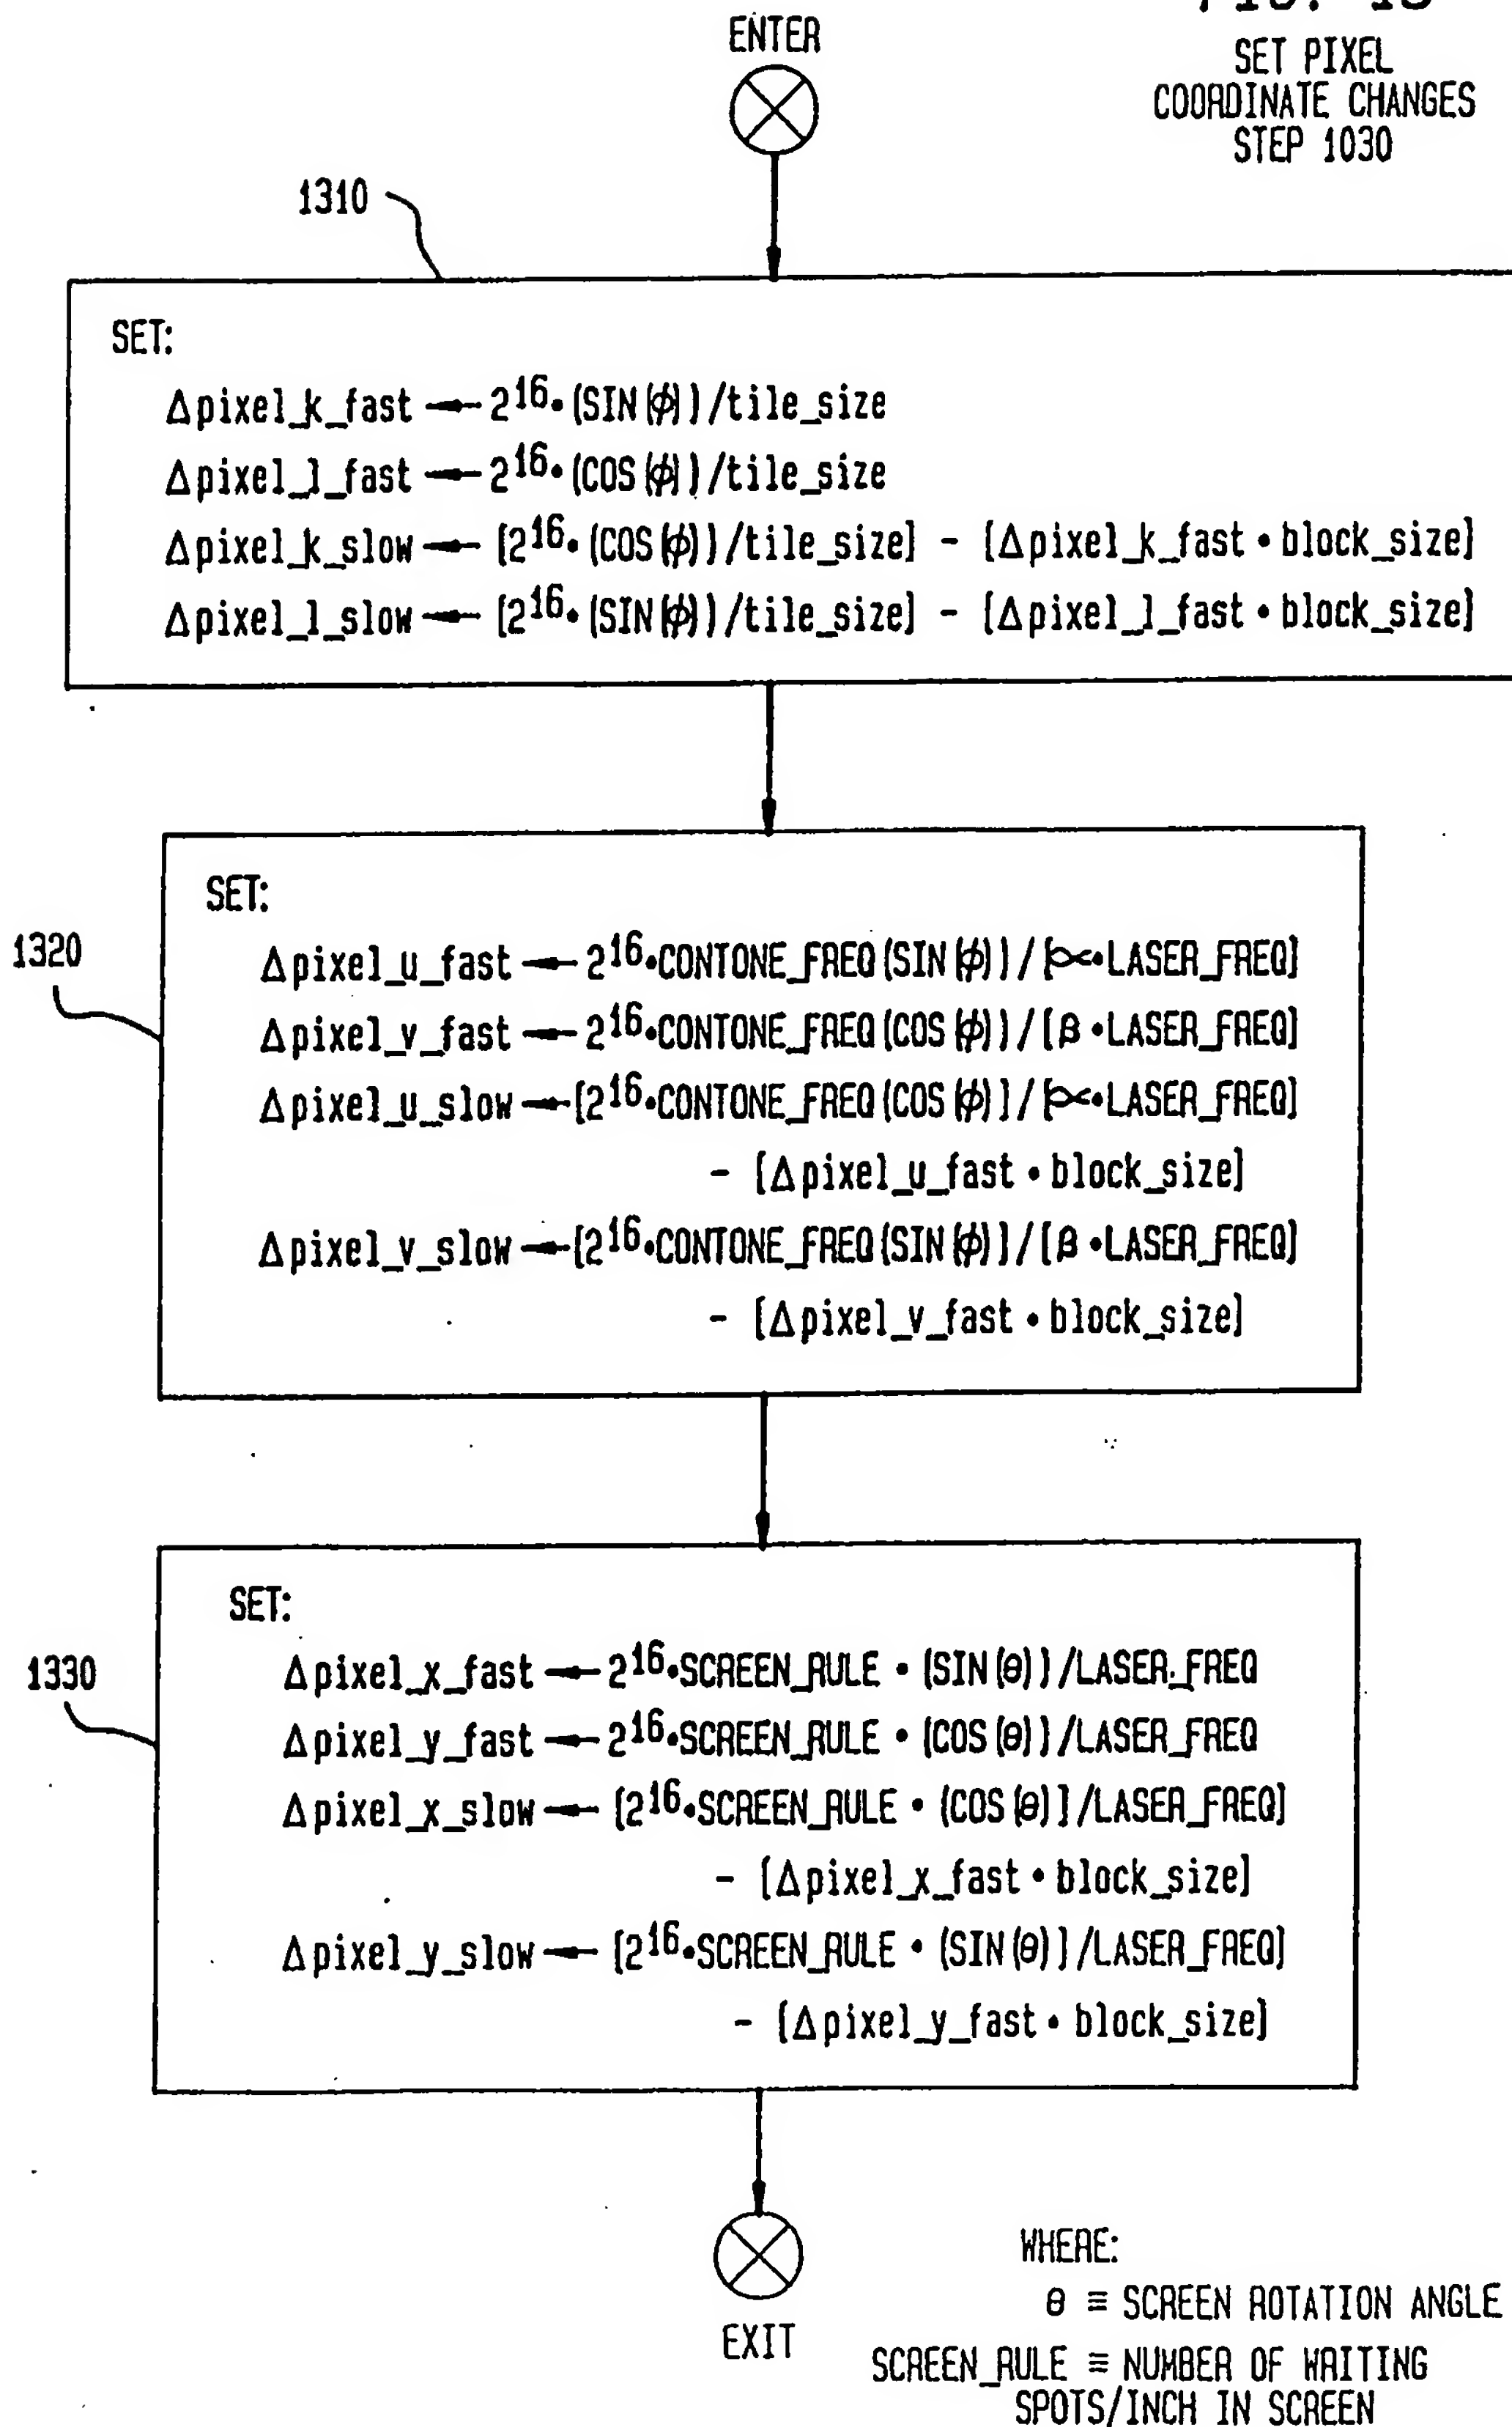 FIG. 13
SET PIXEL
COORDINATE CHANGES
STEP 1030
ENTER
1310
SET:
Δpixel_k_fast ← 2^16•(SIN(ϕ))/tile_size
Δpixel_l_fast ← 2^16•(COS(ϕ))/tile_size
Δpixel_k_slow ← [2^16•(COS(ϕ))/tile_size] - [Δpixel_k_fast • block_size]
Δpixel_l_slow ← [2^16•(SIN(ϕ))/tile_size] - [Δpixel_l_fast • block_size]
1320
SET:
Δpixel_u_fast ← 2^16•CONTONE_FREQ(SIN(ϕ))/[∝•LASER_FREQ]
Δpixel_v_fast ← 2^16•CONTONE_FREQ(COS(ϕ))/[β•LASER_FREQ]
Δpixel_u_slow ← [2^16•CONTONE_FREQ(COS(ϕ)]/[∝•LASER_FREQ]
- [Δpixel_u_fast • block_size]
Δpixel_v_slow ← [2^16•CONTONE_FREQ(SIN(ϕ)]/[β•LASER_FREQ]
- [Δpixel_v_fast • block_size]
1330
SET:
Δpixel_x_fast ← 2^16•SCREEN_RULE • (SIN(θ))/LASER_FREQ
Δpixel_y_fast ← 2^16•SCREEN_RULE • (COS(θ))/LASER_FREQ
Δpixel_x_slow ← [2^16•SCREEN_RULE • (COS(θ)]/LASER_FREQ]
- [Δpixel_x_fast • block_size]
Δpixel_y_slow ← [2^16•SCREEN_RULE • (SIN(θ)]/LASER_FREQ]
- [Δpixel_y_fast • block_size]
EXIT
WHERE:
θ ≡ SCREEN ROTATION ANGLE
SCREEN_RULE ≡ NUMBER OF WRITING
SPOTS/INCH IN SCREEN